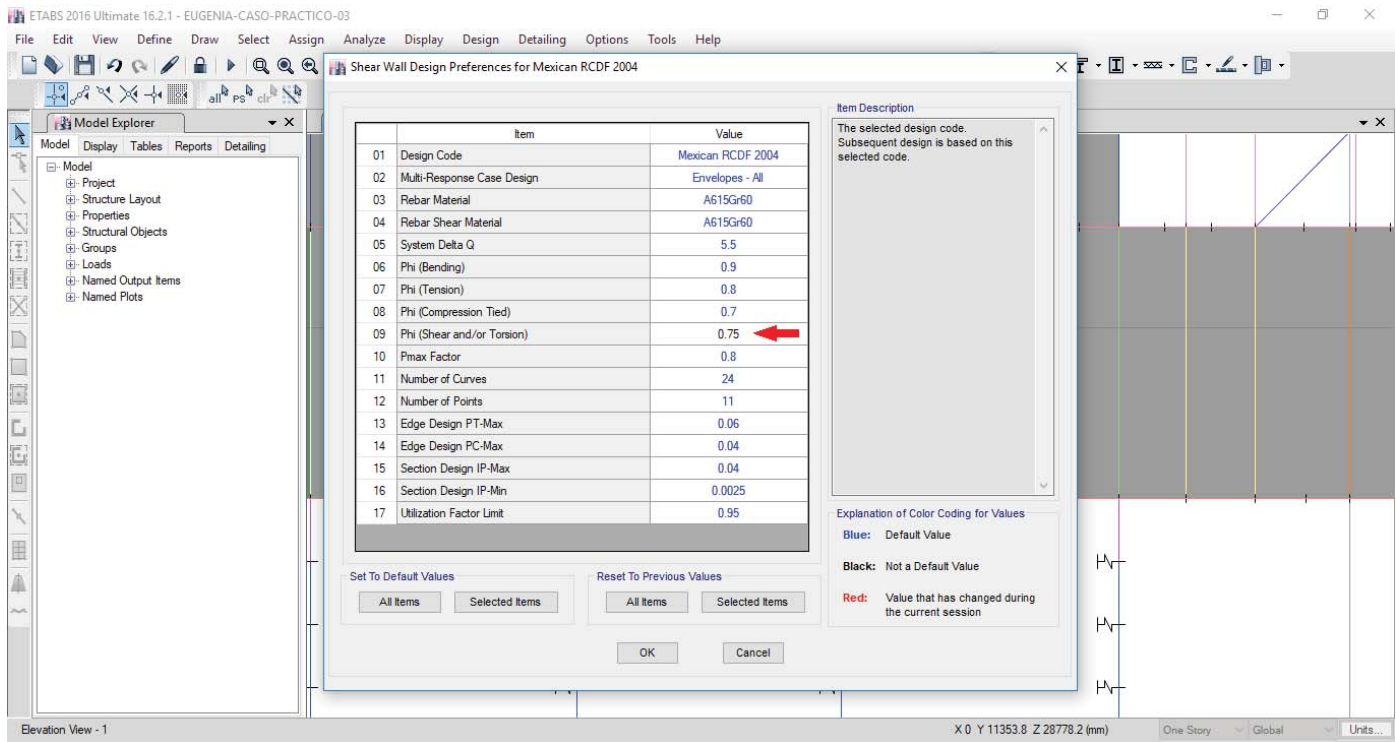 ETABS 2016 Ultimate 16.2.1 - EUGENIA-CASO-PRACTICO-03
File Edit View Define Draw Select Assign Analyze Display Design Detailing Options Tools Help
all PS clr
Model Explorer
Model Display Tables Reports Detailing
Model
Project
Structure Layout
Properties
Structural Objects
Groups
Loads
Named Output Items
Named Plots
Shear Wall Design Preferences for Mexican RCDF 2004
Item Value
01 Design Code Mexican RCDF 2004
02 Multi-Response Case Design Envelopes - All
03 Rebar Material A615Gr60
04 Rebar Shear Material A615Gr60
05 System Delta Q 5.5
06 Phi (Bending) 0.9
07 Phi (Tension) 0.8
08 Phi (Compression Tied) 0.7
09 Phi (Shear and/or Torsion) 0.75
10 Pmax Factor 0.8
11 Number of Curves 24
12 Number of Points 11
13 Edge Design PT-Max 0.06
14 Edge Design PC-Max 0.04
15 Section Design IP-Max 0.04
16 Section Design IP-Min 0.0025
17 Utilization Factor Limit 0.95
Set To Default Values
All Items Selected Items
Reset To Previous Values
All Items Selected Items
OK Cancel
Item Description
The selected design code.
Subsequent design is based on this
selected code.
Explanation of Color Coding for Values
Blue: Default Value
Black: Not a Default Value
Red: Value that has changed during
the current session
Elevation View - 1
X 0 Y 11353.8 Z 28778.2 (mm)
One Story Global Units...